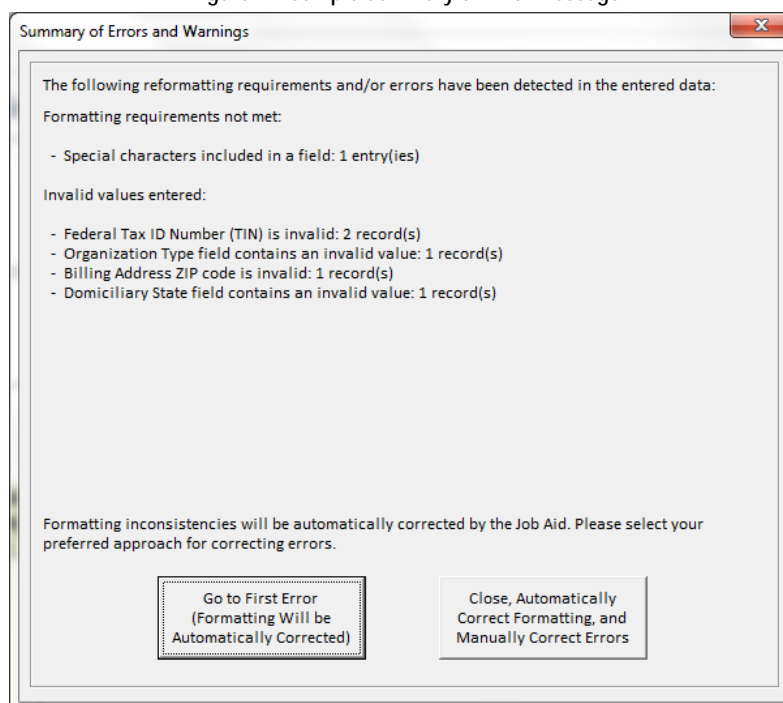 Summary of Errors and Warnings
The following reformatting requirements and/or errors have been detected in the entered data:
Formatting requirements not met:
- Special characters included in a field: 1 entry(ies)
Invalid values entered:
- Federal Tax ID Number (TIN) is invalid: 2 record(s)
- Organization Type field contains an invalid value: 1 record(s)
- Billing Address ZIP code is invalid: 1 record(s)
- Domiciliary State field contains an invalid value: 1 record(s)
Formatting inconsistencies will be automatically corrected by the Job Aid. Please select your
preferred approach for correcting errors.
Go to First Error
(Formatting Will be
Automatically Corrected)
Close, Automatically
Correct Formatting, and
Manually Correct Errors